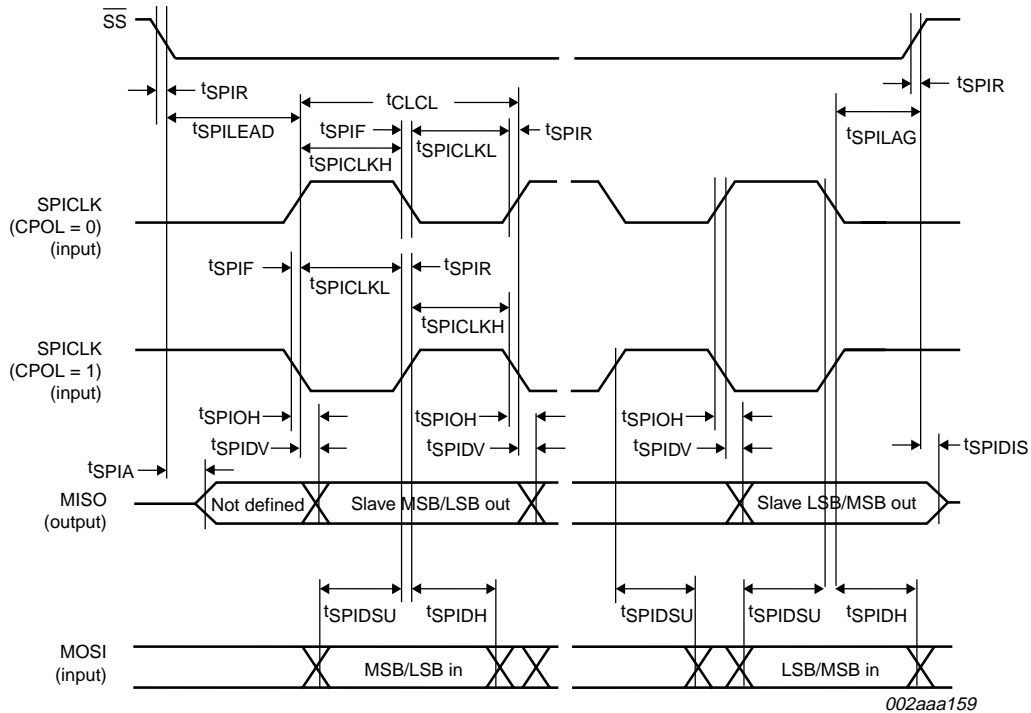 SS
tSPIR
tSPIR
tCLCL
tSPILEAD
tSPIF
tSPIR
tSPILAG
tSPICLKH
tSPICLKL
SPICLK
(CPOL = 0)
(input)
tSPIF
tSPICLKL
tSPIR
tSPICLKH
SPICLK
(CPOL = 1)
(input)
tSPIOH
tSPIOH
tSPIOH
tSPIDV
tSPIDV
tSPIDV
tSPIDIS
tSPIA
MISO
(output)
Not defined
Slave MSB/LSB out
Slave LSB/MSB out
tSPIDSU
tSPIDH
tSPIDSU
tSPIDSU
tSPIDH
MOSI
(input)
MSB/LSB in
LSB/MSB in
002aaa159